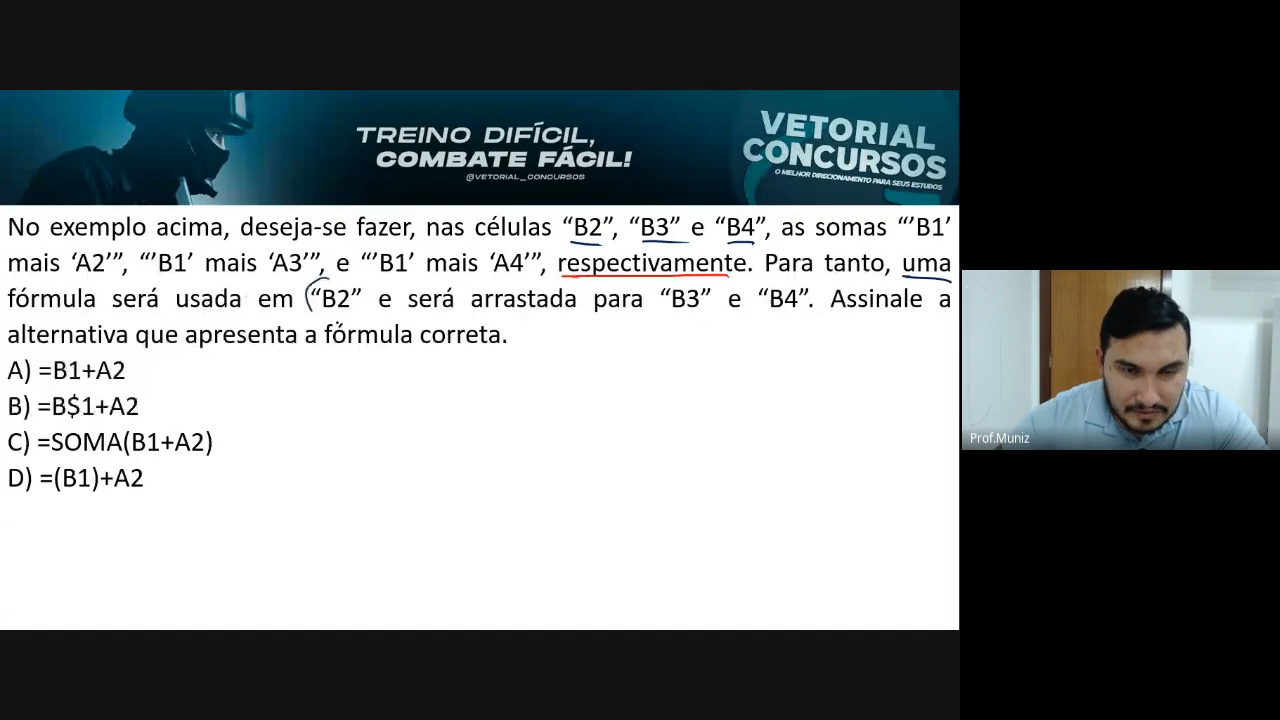 TREINO DIFÍCIL,
COMBATE FÁCIL!
@VETORIAL_CONCURSOS
VETORIAL
CONCURSOS
O MELHOR DIRECIONAMENTO PARA SEUS ESTUDOS
No exemplo acima, deseja-se fazer, nas células “B2”, “B3” e “B4”, as somas “’B1’
mais ‘A2’”, “’B1’ mais ‘A3’”, e “’B1’ mais ‘A4’”, respectivamente. Para tanto, uma
fórmula será usada em “B2” e será arrastada para “B3” e “B4”. Assinale a
alternativa que apresenta a fórmula correta.
A) =B1+A2
B) =B$1+A2
C) =SOMA(B1+A2)
D) =(B1)+A2
Prof.Muniz